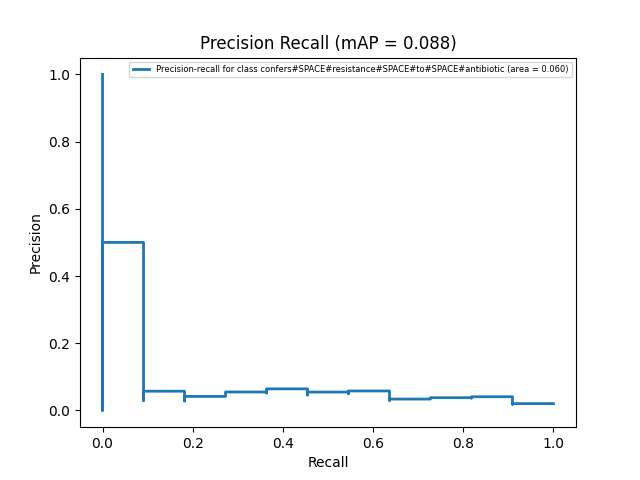 Precision Recall (mAP = 0.088)
Precision-recall for class confers#SPACE#resistance#SPACE#to#SPACE#antibiotic (area = 0.060)
1.0
0.8
0.6
0.4
0.2
0.0
Precision
0.0 0.2 0.4 0.6 0.8 1.0
Recall